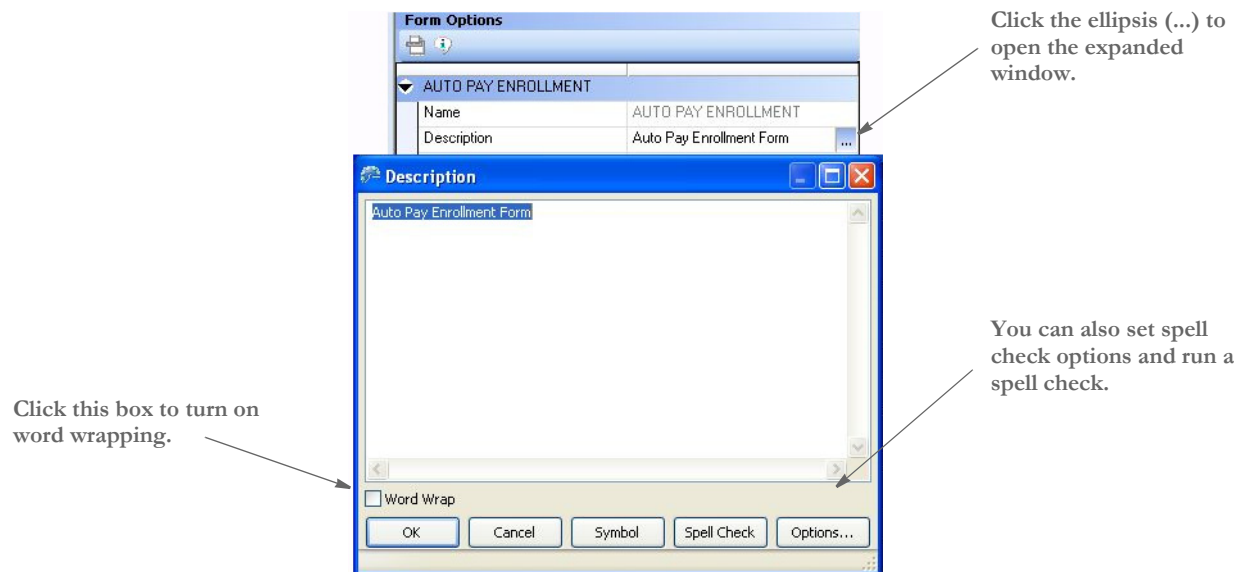 Form Options
AUTO PAY ENROLLMENT
Name AUTO PAY ENROLLMENT
Description Auto Pay Enrollment Form ...
Click the ellipsis (...) to
open the expanded
window.
Description
Auto Pay Enrollment Form
You can also set spell
check options and run a
spell check.
Click this box to turn on
word wrapping.
Word Wrap
OK Cancel Symbol Spell Check Options...